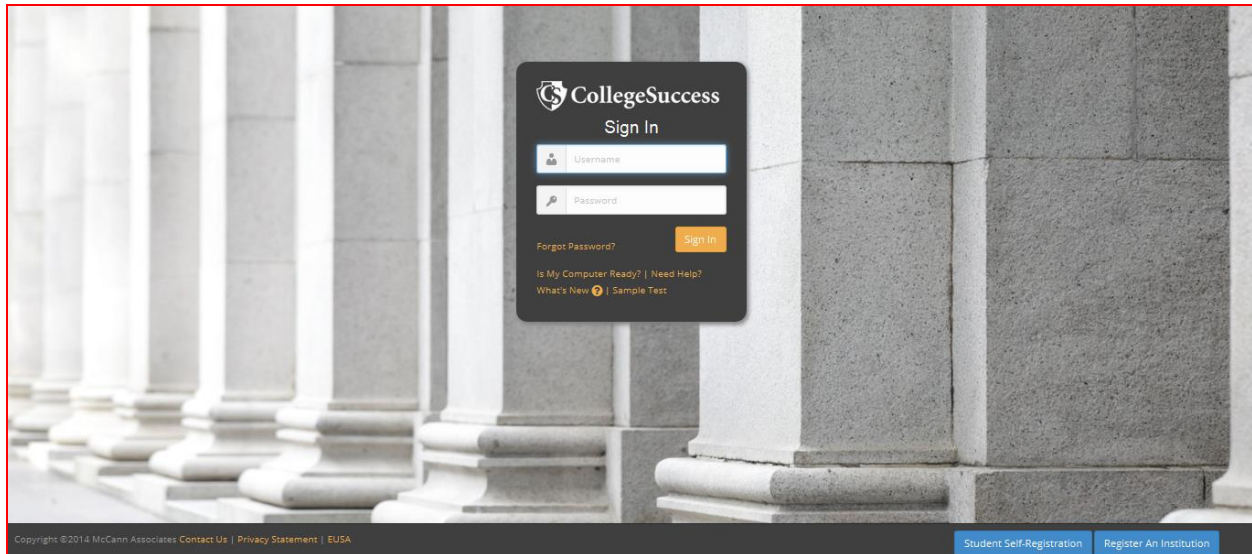 CS CollegeSuccess
Sign In
Username
Password
Forgot Password?
Sign In
Is My Computer Ready? | Need Help?
What's New ? | Sample Test
Copyright ©2014 McCann Associates Contact Us | Privacy Statement | EUSA
Student Self-Registration
Register An Institution